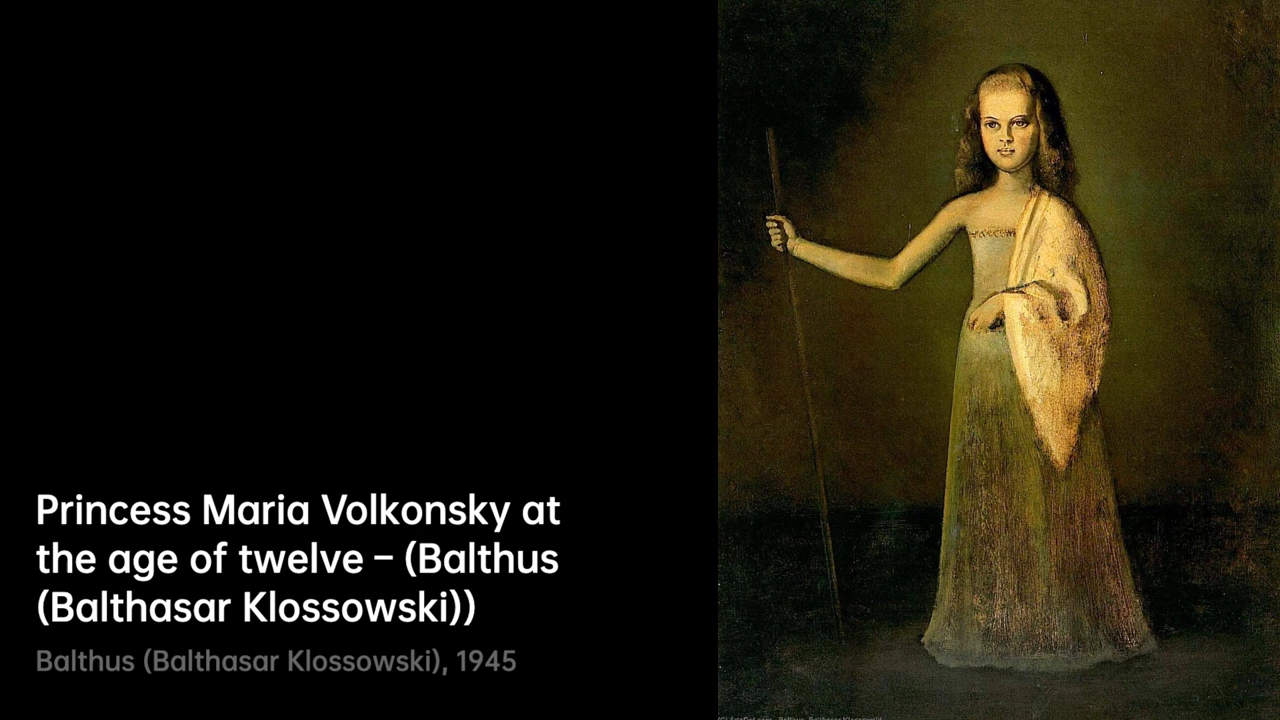 Princess Maria Volkonsky at
the age of twelve – (Balthus
(Balthasar Klossowski))
Balthus (Balthasar Klossowski), 1945